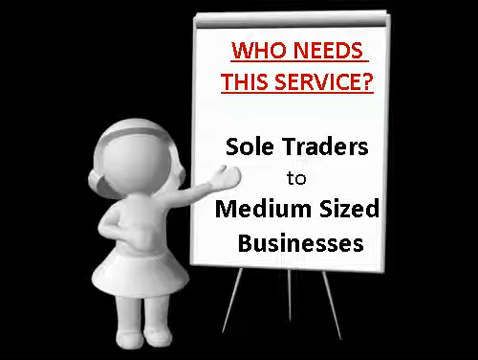 WHO NEEDS
THIS SERVICE?
Sole Traders
to
Medium Sized
Businesses